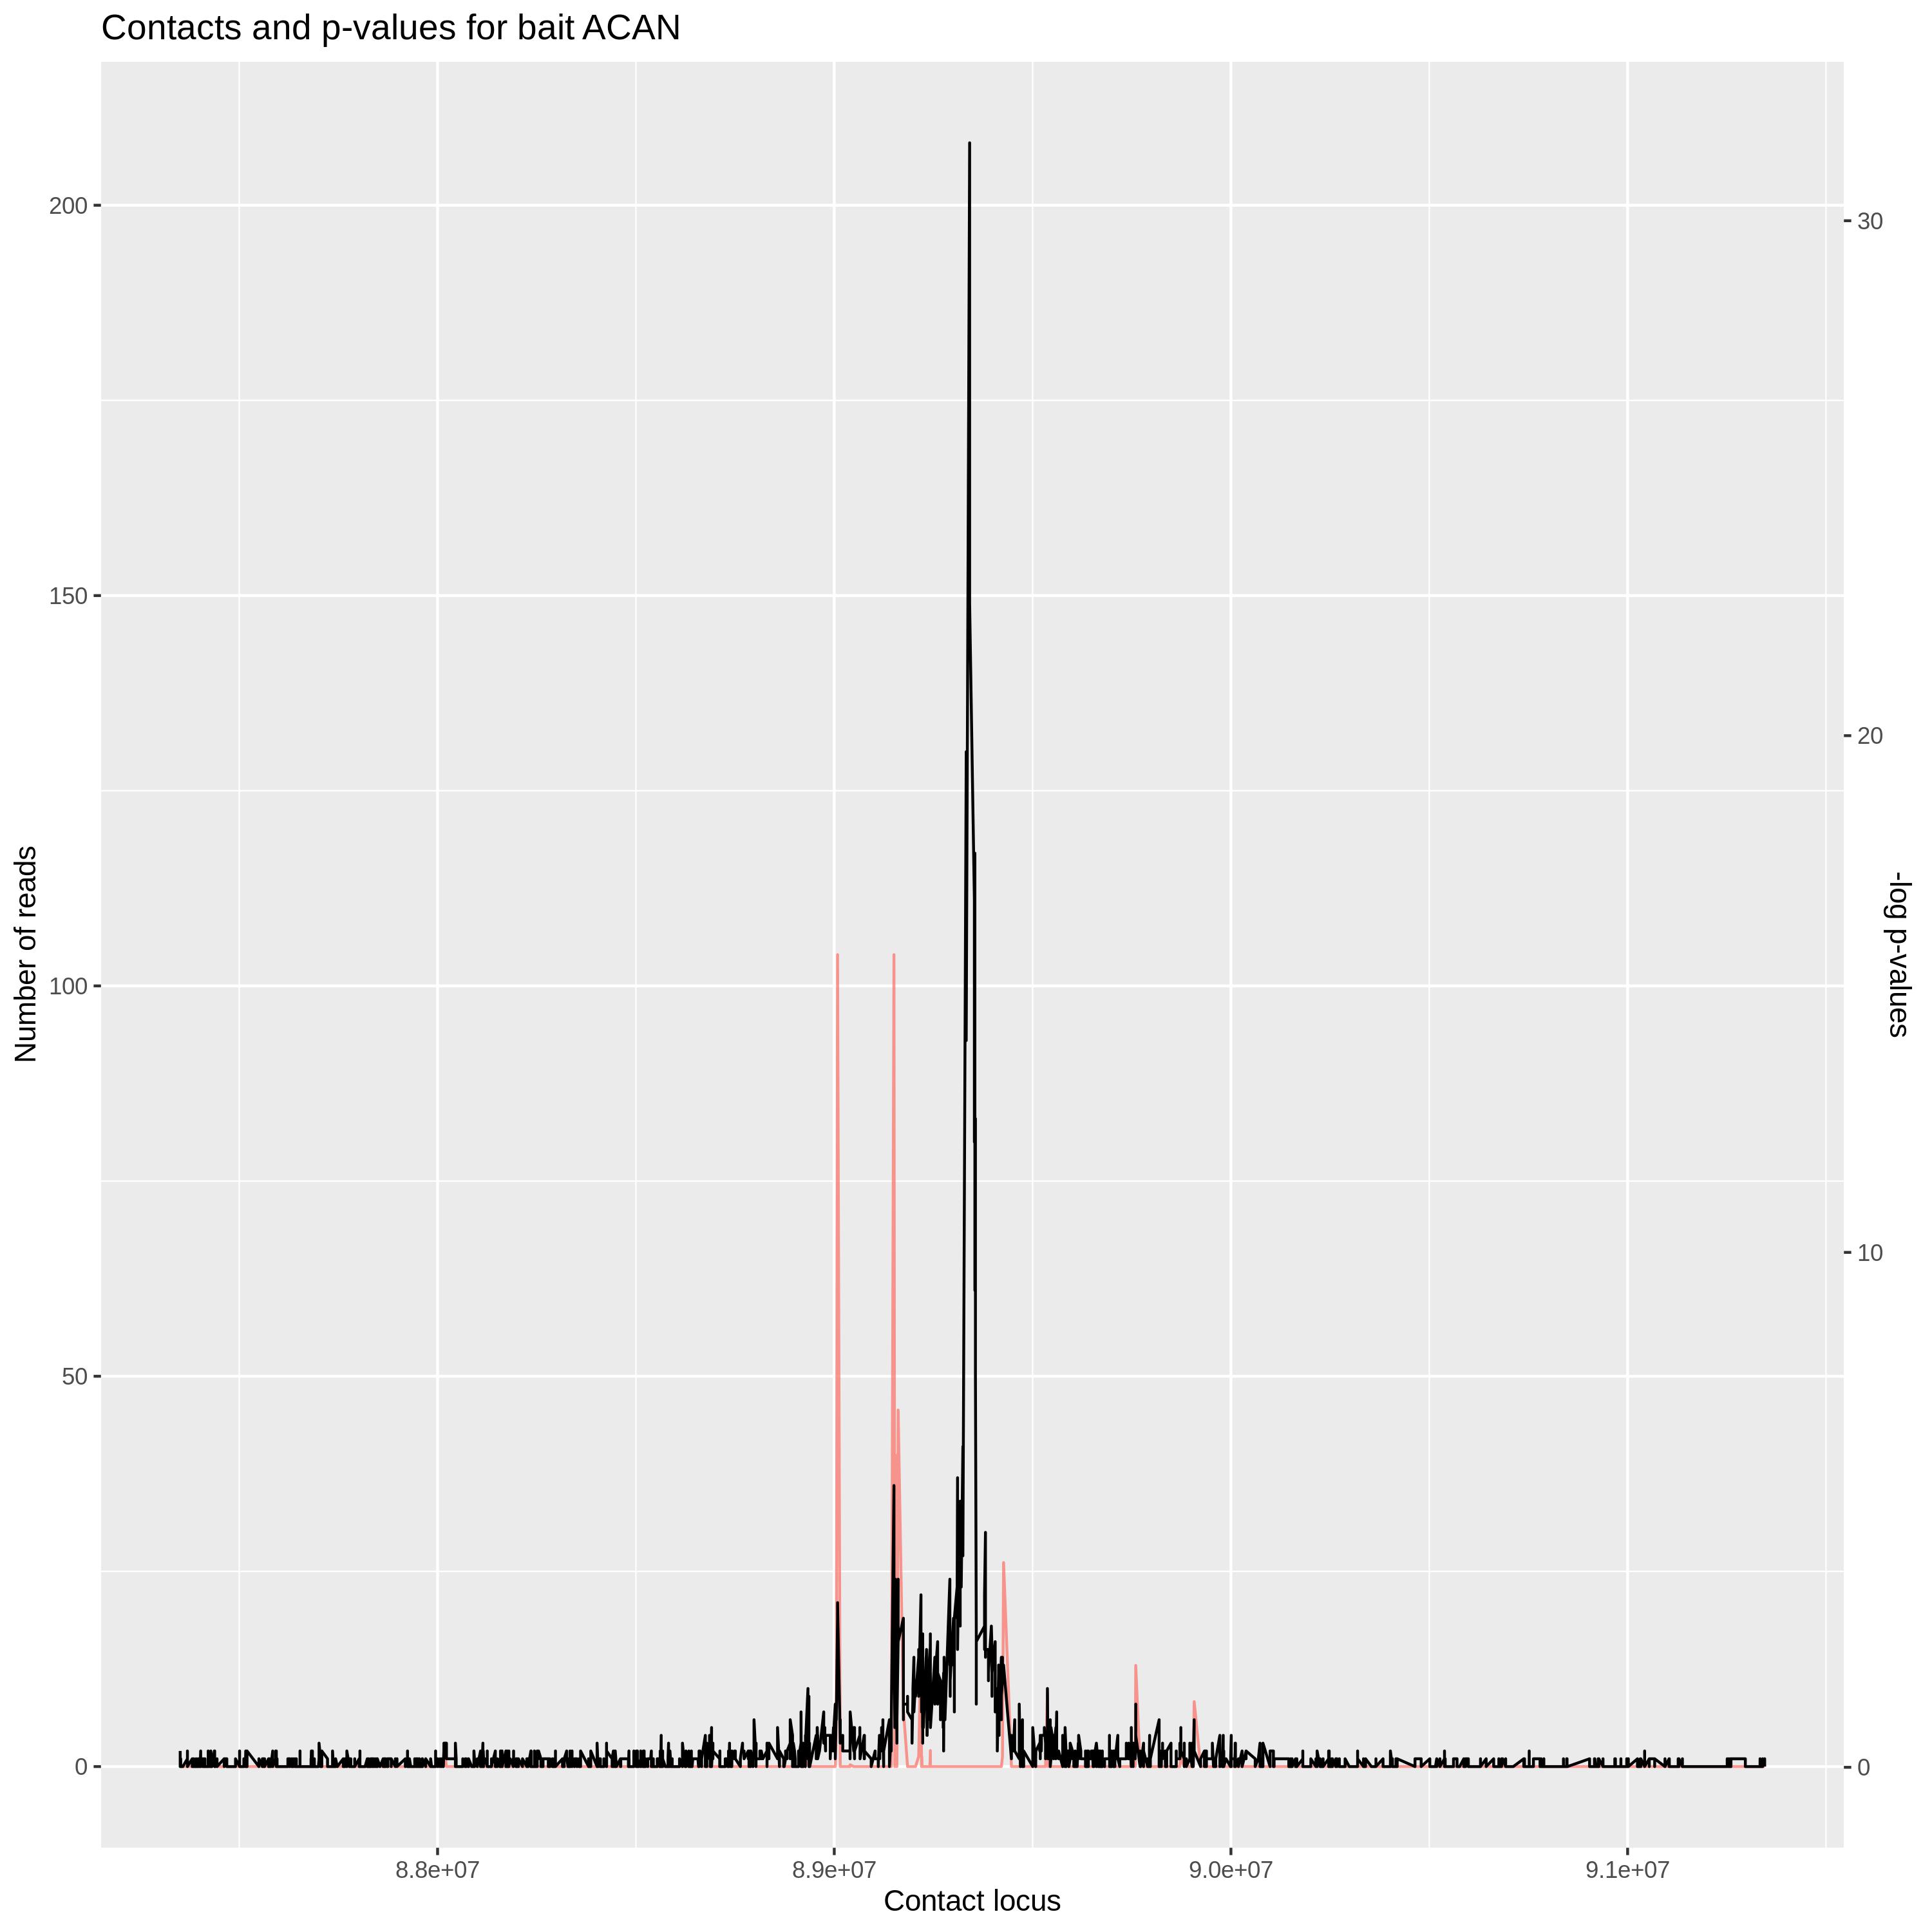 Contacts and p-values for bait ACAN
200
150
100
50
0
Number of reads
30
20
10
0
-log p-values
8.8e+07
8.9e+07
9.0e+07
9.1e+07
Contact locus